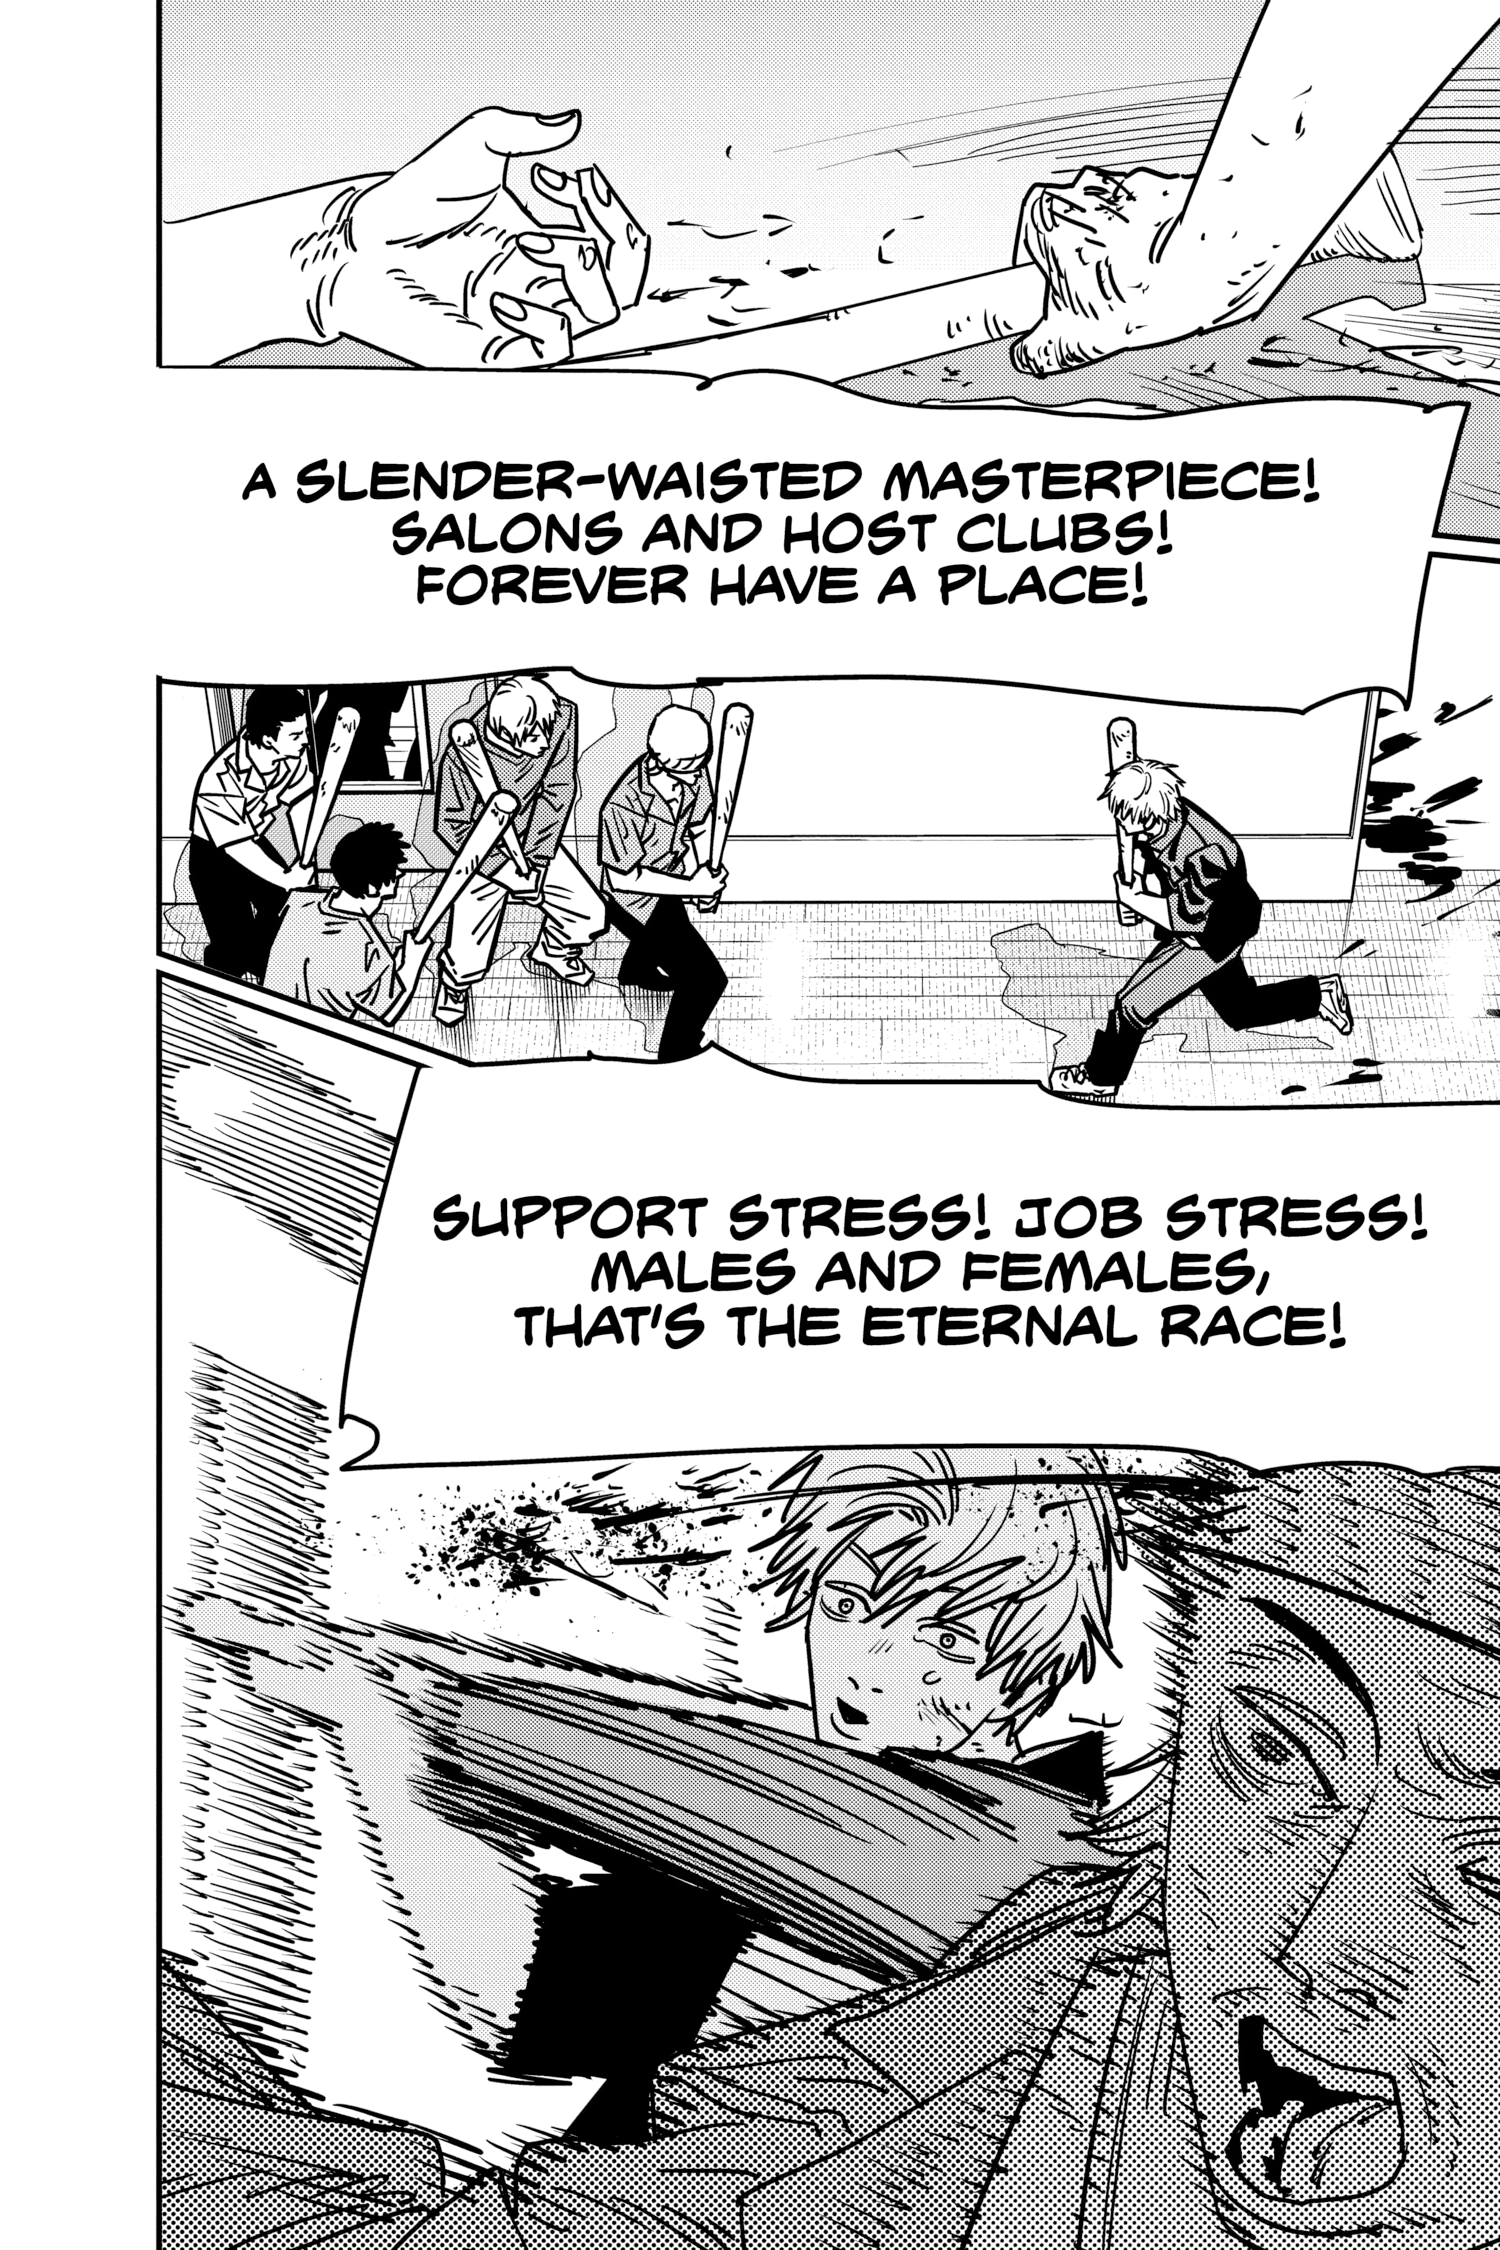 A SLENDER-WAISTED MASTERPIECE!
SALONS AND HOST CLUBS!
FOREVER HAVE A PLACE!
SUPPORT STRESS! JOB STRESS!
MALES AND FEMALES,
THAT'S THE ETERNAL RACE!